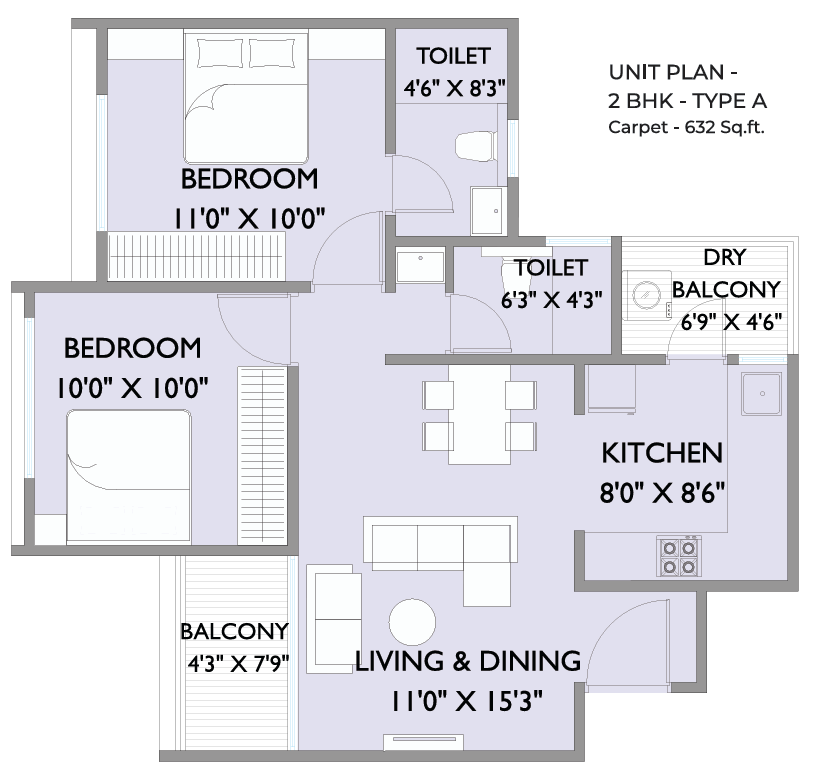 TOILET
4'6" X 8'3"
UNIT PLAN -
2 BHK - TYPE A
Carpet - 632 Sq.ft.
BEDROOM
11'0" X 10'0"
TOILET
6'3" X 4'3"
DRY
BALCONY
6'9" X 4'6"
BEDROOM
10'0" X 10'0"
KITCHEN
8'0" X 8'6"
BALCONY
4'3" X 7'9"
LIVING & DINING
11'0" X 15'3"